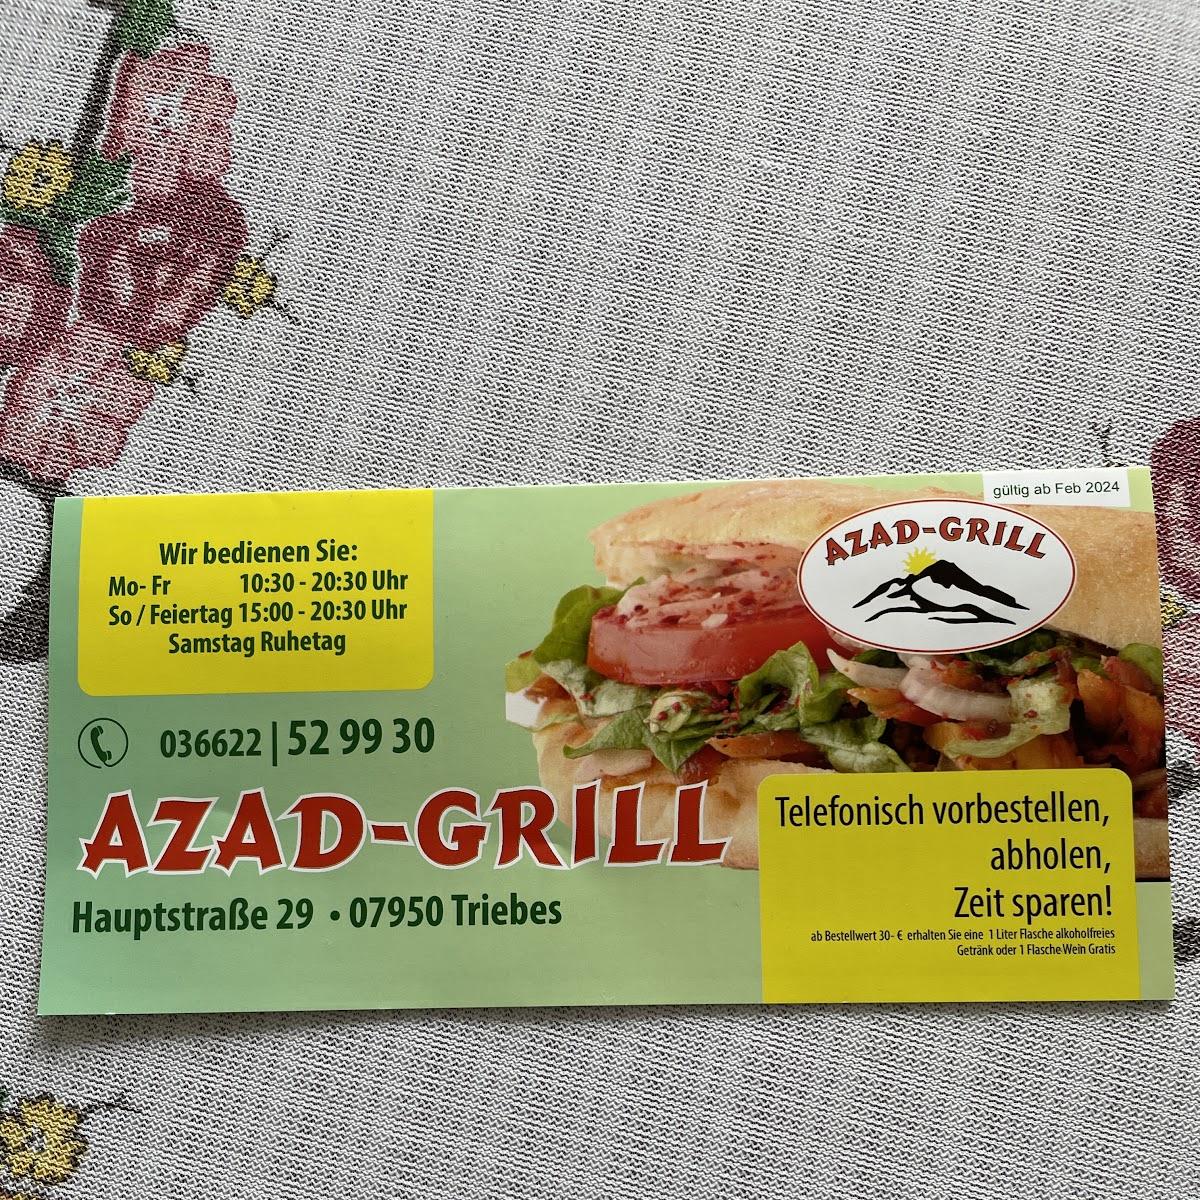 gültig ab Feb 2024
AZAD-GRILL
Wir bedienen Sie:
Mo- Fr 10:30 - 20:30 Uhr
So / Feiertag 15:00 - 20:30 Uhr
Samstag Ruhetag
036622 | 52 99 30
AZAD-GRILL
Hauptstraße 29 • 07950 Triebes
Telefonisch vorbestellen,
abholen,
Zeit sparen!
ab Bestellwert 30- € erhalten Sie eine 1 Liter Flasche alkoholfreies
Getränk oder 1 Flasche Wein Gratis